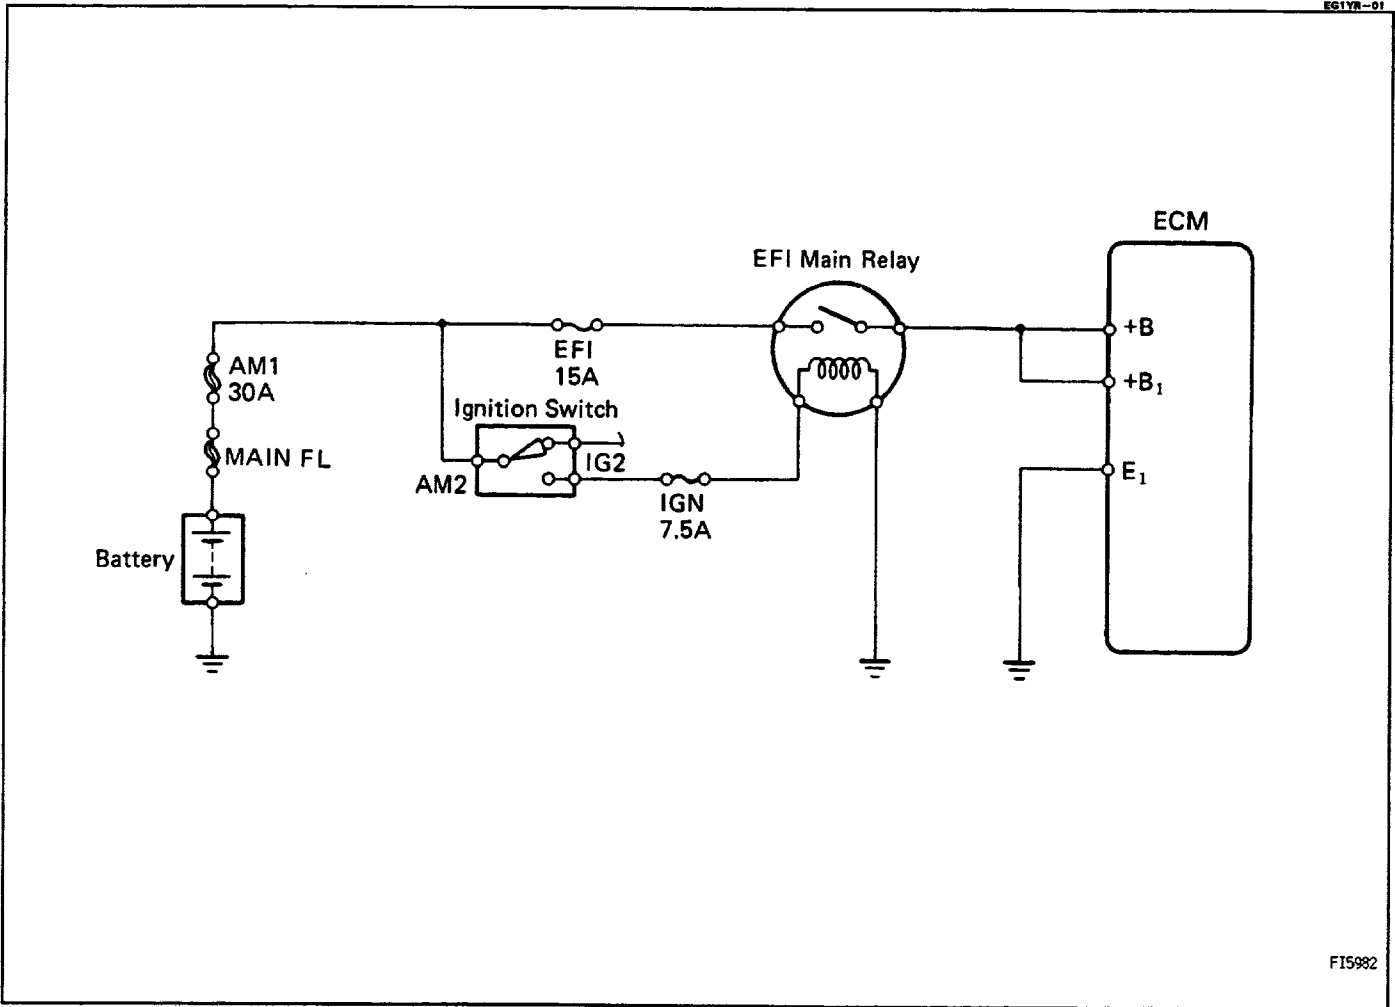 EG1YR-01
ECM
EFI Main Relay
+B
EFI
15A
AM1
30A
+B₁
Ignition Switch
MAIN FL
IG2
E₁
AM2
IGN
7.5A
Battery
FI5982